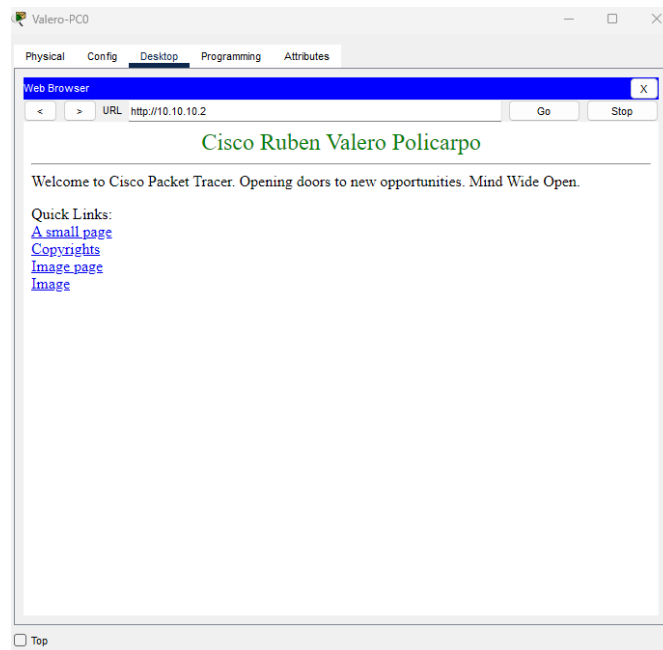 Valero-PC0
Physical Config Desktop Programming Attributes
Web Browser X
< > URL http://10.10.10.2 Go Stop
Cisco Ruben Valero Policarpo
Welcome to Cisco Packet Tracer. Opening doors to new opportunities. Mind Wide Open.
Quick Links:
A small page
Copyrights
Image page
Image
Top